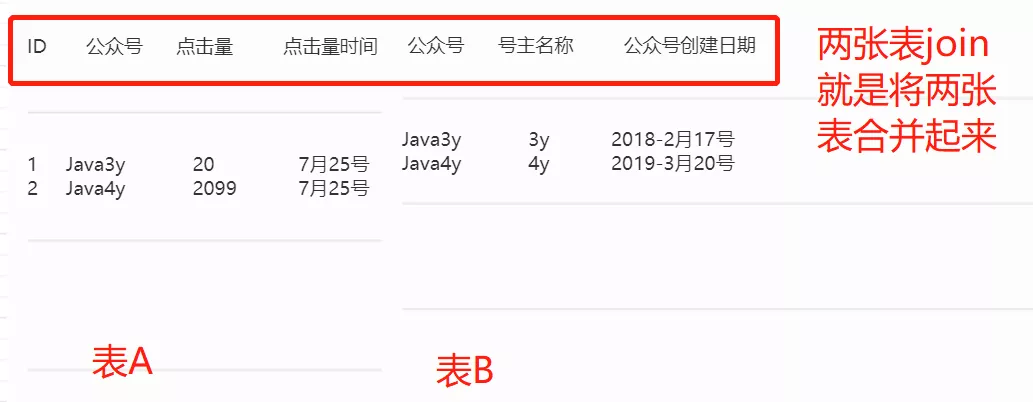 ID 公众号 点击量 点击量时间 公众号 号主名称 公众号创建日期
两张表join
就是将两张
表合并起来
Java3y 3y 2018-2月17号
Java4y 4y 2019-3月20号
1 Java3y 20 7月25号
2 Java4y 2099 7月25号
表A
表B